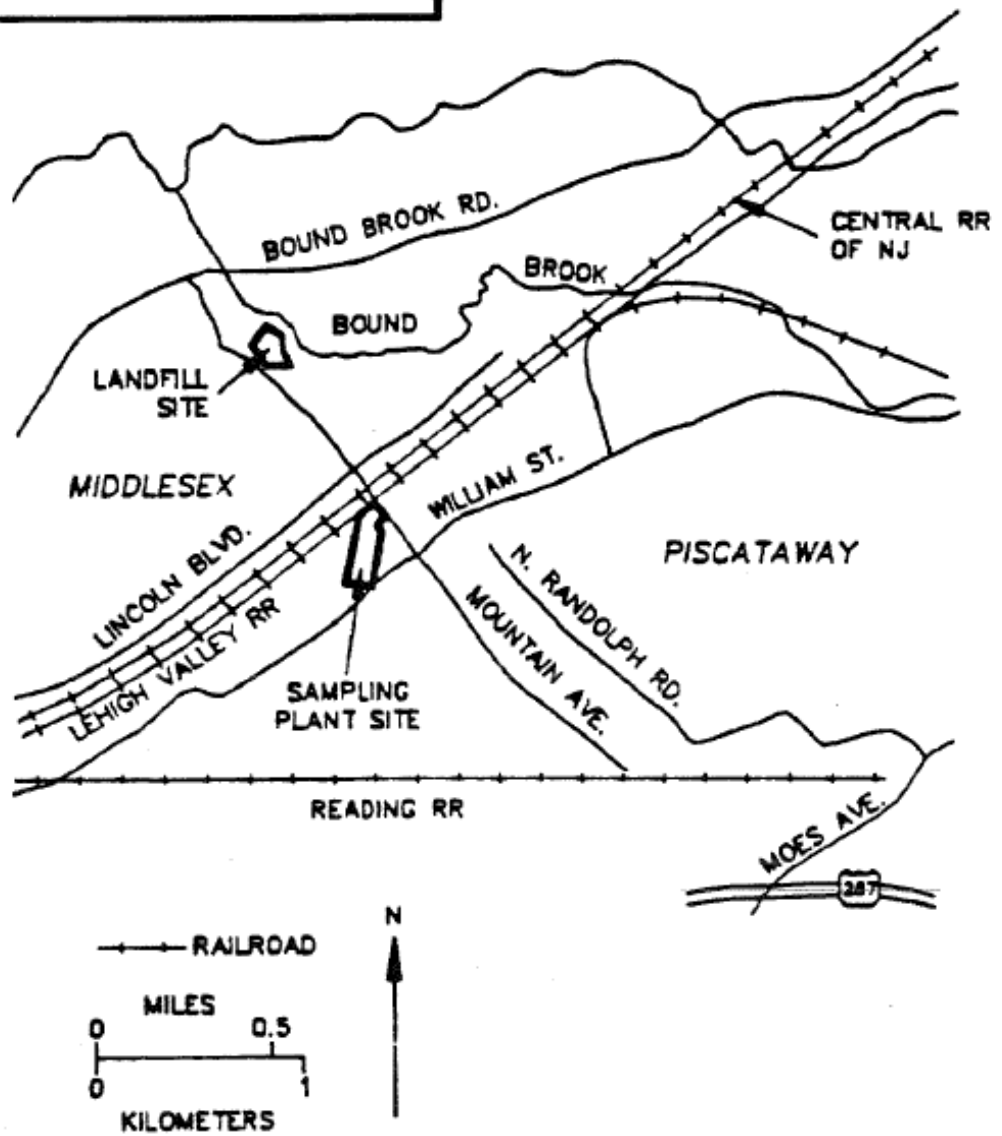 BOUND BROOK RD.
CENTRAL RR
OF NJ
BROOK
BOUND
LANDFILL
SITE
MIDDLESEX
WILLIAM ST.
PISCATAWAY
LINCOLN BLVD.
N. RANDOLPH RD.
LEHIGH VALLEY RR
MOUNTAIN AVE.
SAMPLING
PLANT SITE
READING RR
MOES AVE.
287
N
RAILROAD
MILES
0 0.5
0 1
KILOMETERS